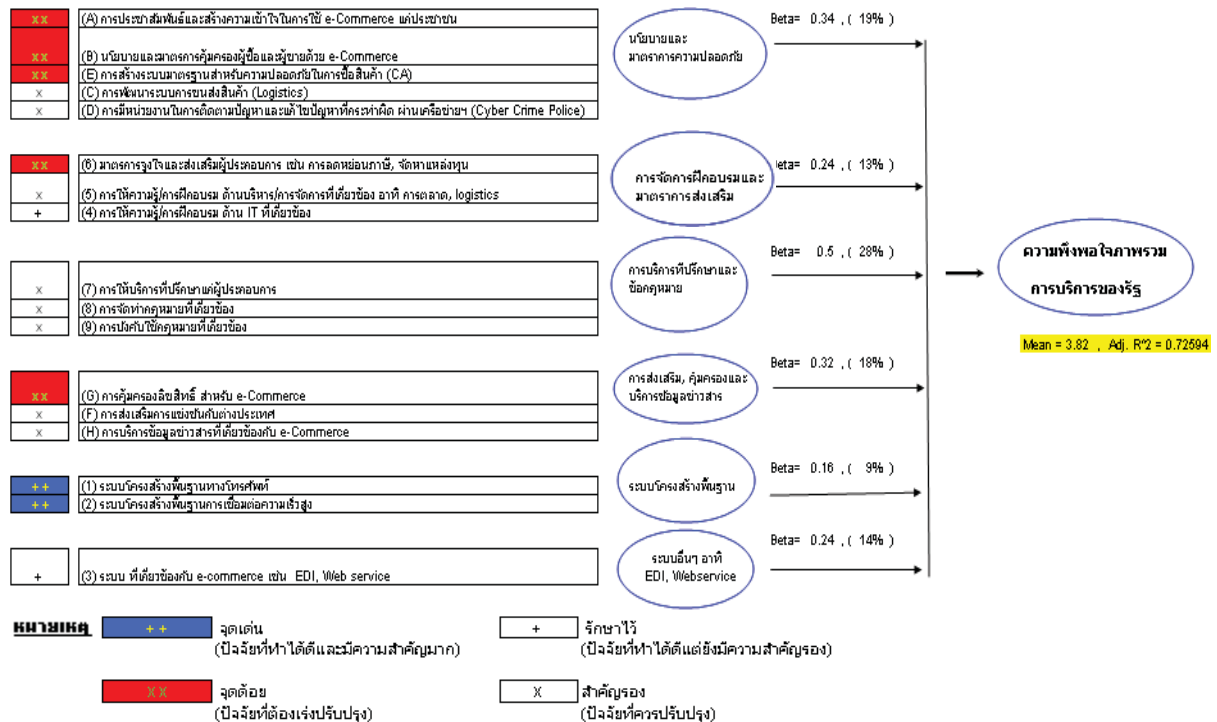 xx (A) การประชาสัมพันธ์และสร้างความเข้าใจในการใช้ e-Commerce แก่ประชาชน
xx (B) นโยบายและมาตรการคุ้มครองผู้ซื้อและผู้ขายด้วย e-Commerce
xx (E) การสร้างระบบมาตรฐานสำหรับความปลอดภัยในการซื้อสินค้า (CA)
x (C) การพัฒนาระบบการขนส่งสินค้า (Logistics)
x (D) การมีหน่วยงานในการติดตามปัญหาและแก้ไขปัญหาที่กระทำผิด ผ่านเครือข่ายฯ (Cyber Crime Police)
นโยบายและ
มาตราการความปลอดภัย
Beta= 0.34 , ( 19% )
xx (6) มาตรการจูงใจและส่งเสริมผู้ประกอบการ เช่น การลดหย่อนภาษี, จัดหาแหล่งทุน
x (5) การให้ความรู้/การฝึกอบรม ด้านบริหาร/การจัดการที่เกี่ยวข้อง อาทิ การตลาด, logistics
+ (4) การให้ความรู้/การฝึกอบรม ด้าน IT ที่เกี่ยวข้อง
การจัดการฝึกอบรมและ
มาตราการส่งเสริม
Beta= 0.24 , ( 13% )
x (7) การให้บริการที่ปรึกษาแก่ผู้ประกอบการ
x (8) การจัดทำกฎหมายที่เกี่ยวข้อง
x (9) การบังคับใช้กฎหมายที่เกี่ยวข้อง
การบริการที่ปรึกษาและ
ข้อกฎหมาย
Beta= 0.5 , ( 28% )
xx (G) การคุ้มครองลิขสิทธิ์ สำหรับ e-Commerce
x (F) การส่งเสริมการแข่งขันกับต่างประเทศ
x (H) การบริการข้อมูลข่าวสารที่เกี่ยวข้องกับ e-Commerce
การส่งเสริม, คุ้มครองและ
บริการข้อมูลข่าวสาร
Beta= 0.32 , ( 18% )
++ (1) ระบบโครงสร้างพื้นฐานทางโทรศัพท์
++ (2) ระบบโครงสร้างพื้นฐานการเชื่อมต่อความเร็วสูง
ระบบโครงสร้างพื้นฐาน
Beta= 0.16 , ( 9% )
+ (3) ระบบ ที่เกี่ยวข้องกับ e-commerce เช่น EDI, Web service
ระบบอื่นๆ อาทิ
EDI, Webservice
Beta= 0.24 , ( 14% )
ความพึงพอใจภาพรวม
การบริการของรัฐ
Mean = 3.82 , Adj. R^2 = 0.72594
หมายเหตุ ++ จุดเด่น
(ปัจจัยที่ทำได้ดีและมีความสำคัญมาก)
+ รักษาไว้
(ปัจจัยที่ทำได้ดีแต่ยังมีความสำคัญรอง)
XX จุดด้อย
(ปัจจัยที่ต้องเร่งปรับปรุง)
X สำคัญรอง
(ปัจจัยที่ควรปรับปรุง)